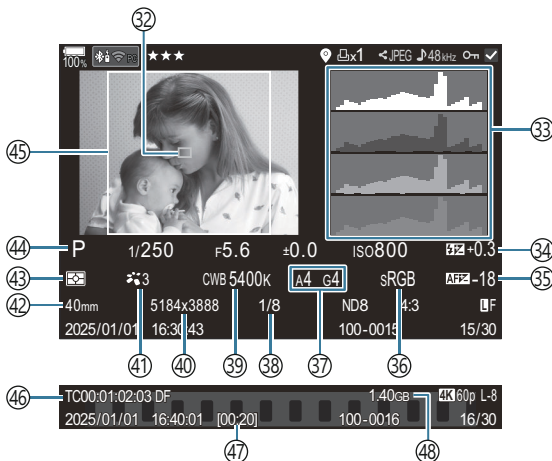 32
100% PC ★★★ x1 JPEG 48kHz
33
45
44 P 1/250 F5.6 ±0.0 ISO800 +0.3 34
43 3 CWB 5400K A4 G4 sRGB AF -18 35
42 40mm 5184x3888 1/8 ND8 4:3 LF
2025/01/01 16:30:43 100-0015 15/30
41 40 39 38 37 36
46 TC00:01:02:03 DF 1.40GB 4K 60p L-8
2025/01/01 16:40:01 [00:20] 100-0016 16/30
47 48